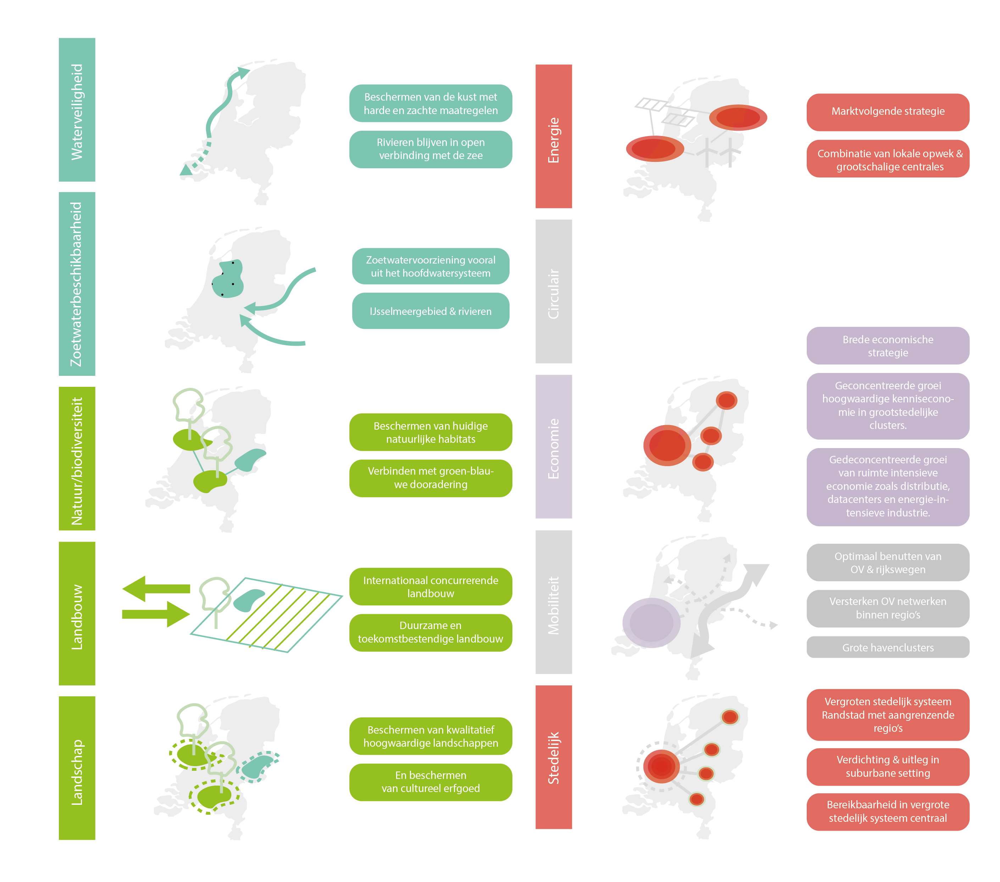 Waterveiligheid
Beschermen van de kust met
harde en zachte maatregelen
Rivieren blijven in open
verbinding met de zee
Zoetwaterbeschikbaarheid
Zoetwatervoorziening vooral
uit het hoofdwatersysteem
IJsselmeergebied & rivieren
Natuur/biodiversiteit
Beschermen van huidige
natuurlijke habitats
Verbinden met groen-blau-
we dooradering
Landbouw
Internationaal concurrerende
landbouw
Duurzame en
toekomstbestendige landbouw
Landschap
Beschermen van kwalitatief
hoogwaardige landschappen
En beschermen
van cultureel erfgoed
Energie
Marktvolgende strategie
Combinatie van lokale opwek &
grootschalige centrales
Circulair
Economie
Brede economische
strategie
Geconcentreerde groei
hoogwaardige kennisecono-
mie in grootstedelijke
clusters.
Gedeconcentreerde groei
van ruimte intensieve
economie zoals distributie,
datacenters en energie-in-
tensieve industrie.
Mobiliteit
Optimaal benutten van
OV & rijkswegen
Versterken OV netwerken
binnen regio's
Grote havenclusters
Stedelijk
Vergroten stedelijk systeem
Randstad met aangrenzende
regio's
Verdichting & uitleg in
suburbane setting
Bereikbaarheid in vergrote
stedelijk systeem centraal